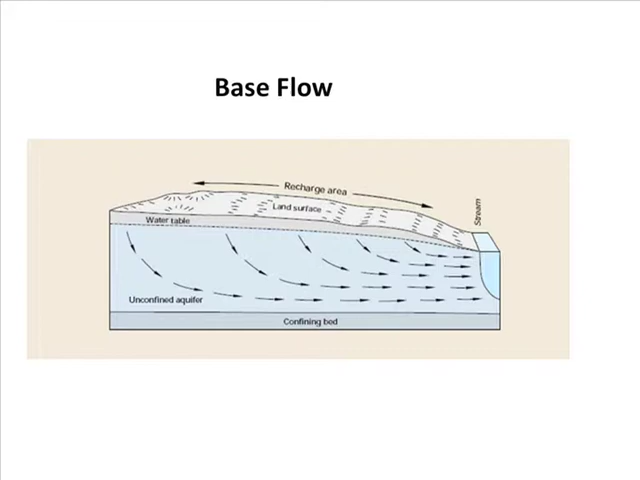 Base Flow
Recharge area
Land surface
Stream
Water table
Unconfined aquifer
Confining bed